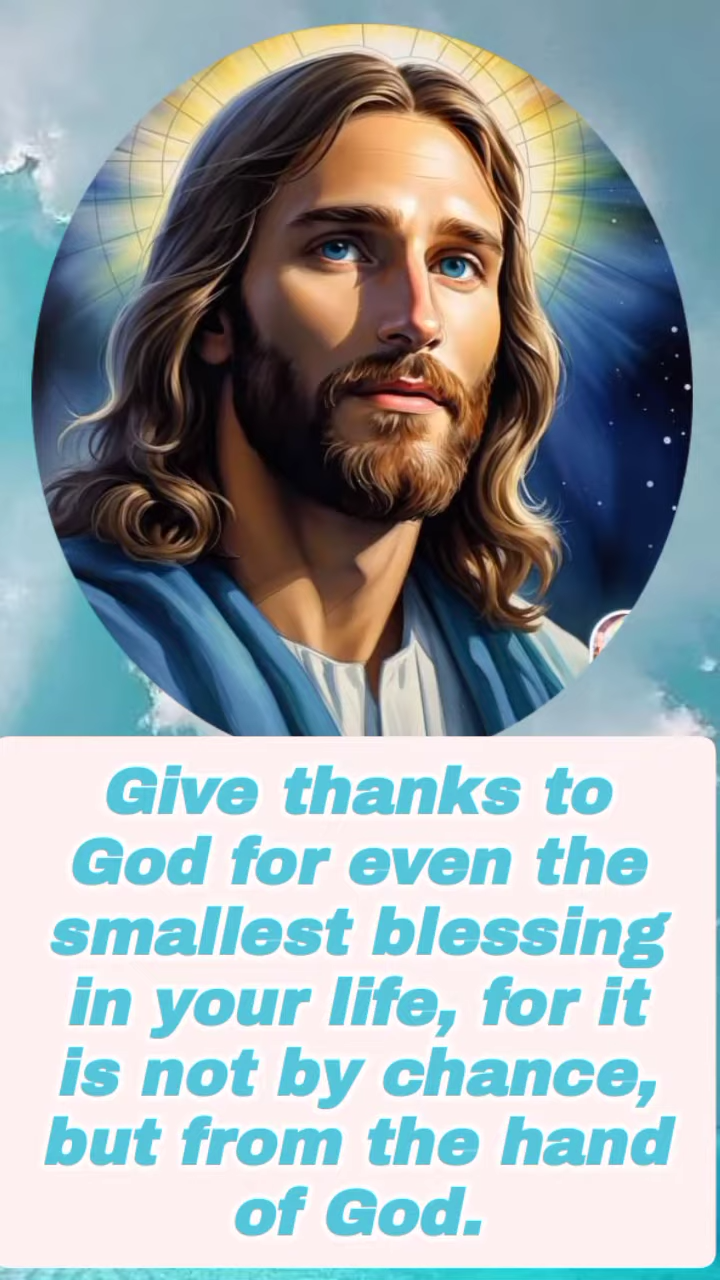 Give thanks to
God for even the
smallest blessing
in your life, for it
is not by chance,
but from the hand
of God.